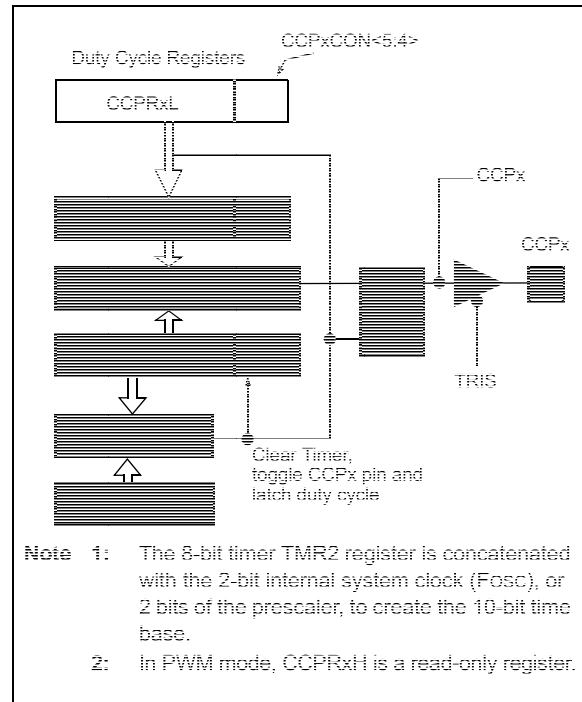 CCPxCON<5:4>
Duty Cycle Registers
CCPRxL
CCPx
CCPx
TRIS
Clear Timer,
toggle CCPx pin and
latch duty cycle
Note 1: The 8-bit timer TMR2 register is concatenated
with the 2-bit internal system clock (FOSC), or
2 bits of the prescaler, to create the 10-bit time
base.
2: In PWM mode, CCPRxH is a read-only register.